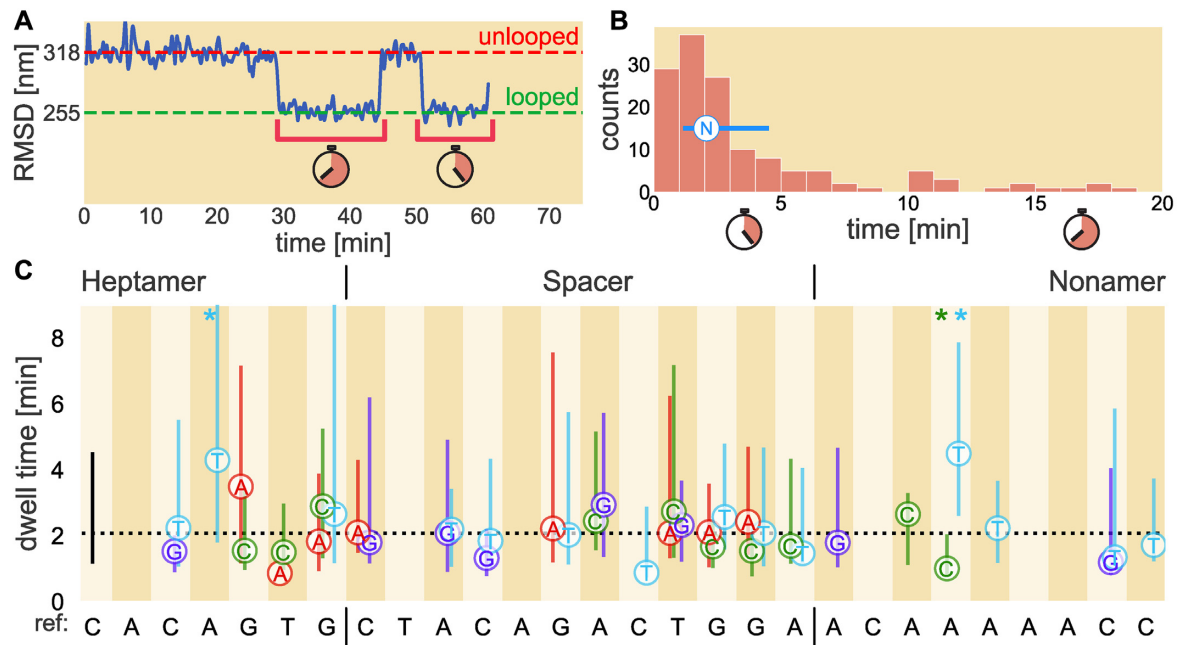 A
RMSD [nm]
318
255
unlooped
looped
0 10 20 30 40 50 60 70
time [min]
B
counts
30
20
10
0
N
0 5 10 15 20
time [min]
C
Heptamer Spacer Nonamer
* * *
dwell time [min]
8
6
4
2
0
T G T A C A C A C T A G G T G T A T C G T A C G A C T A C T C T G C C T T G T T
ref: C A C A G T G C T A C A G A C T G G A A C A A A A A C C